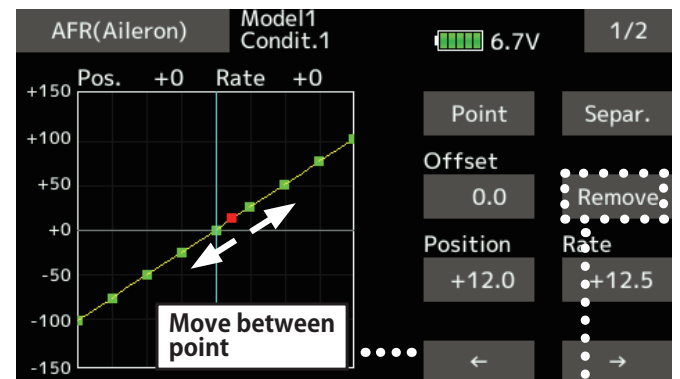 AFR(Aileron)
Model1
Condit.1
6.7V
1/2
Pos. +0 Rate +0
+150
+100
+50
+0
-50
-100
-150
Point
Separ.
Offset
0.0
Remove
Position
Rate
+12.0
+12.5
Move between
point
←
→